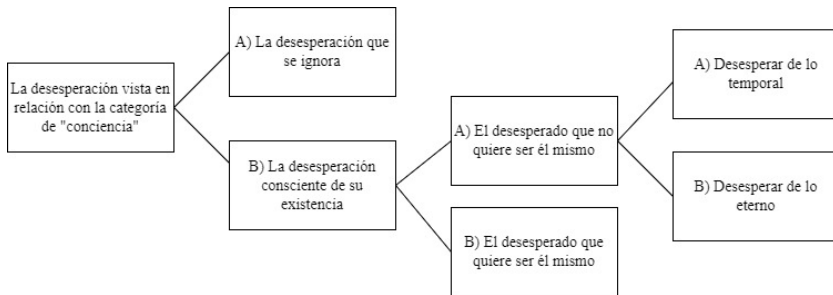 La desesperación vista en
relación con la categoría
de "conciencia"
A) La desesperación que
se ignora
B) La desesperación
consciente de su
existencia
A) El desesperado que no
quiere ser él mismo
B) El desesperado que
quiere ser él mismo
A) Desesperar de lo
temporal
B) Desesperar de lo
eterno